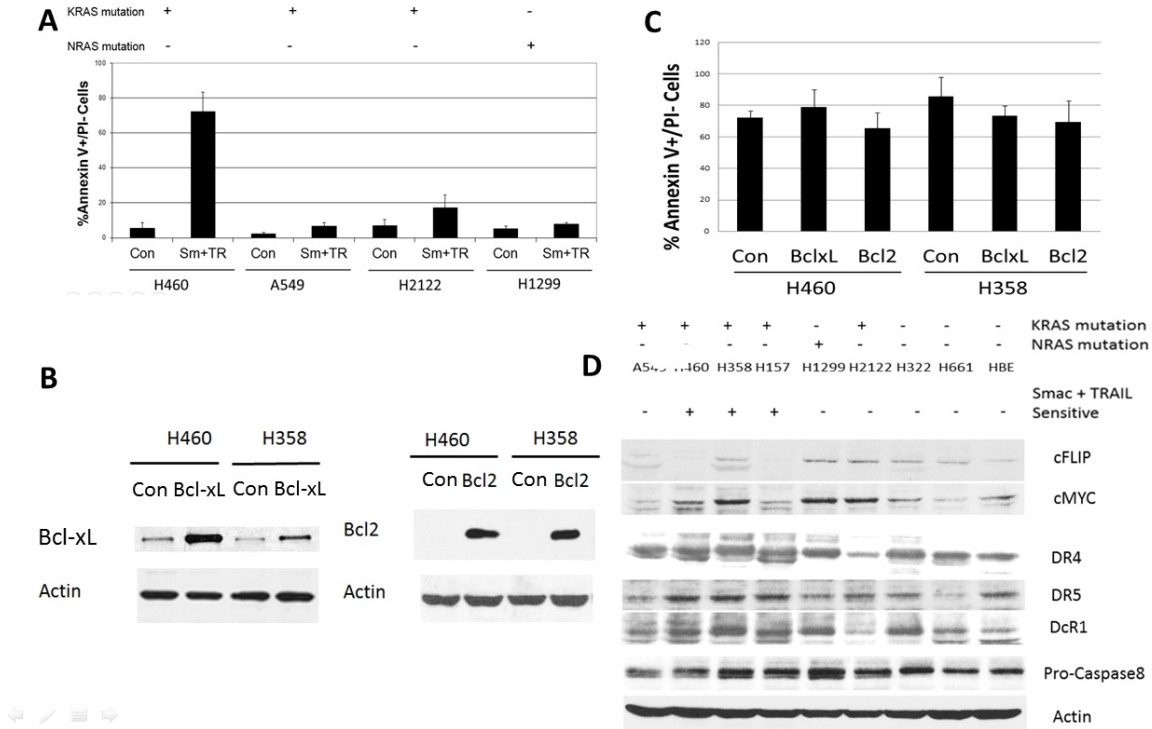 A
KRAS mutation + + + -
NRAS mutation - - - +
%Annexin V+/PI- Cells
100
80
60
40
20
0
Con Sm+TR Con Sm+TR Con Sm+TR Con Sm+TR
H460 A549 H2122 H1299
C
% Annexin V+/PI- Cells
120
100
80
60
40
20
0
Con BclxL Bcl2 Con BclxL Bcl2
H460 H358
B
H460 H358
Con Bcl-xL Con Bcl-xL
Bcl-xL
Actin
H460 H358
Con Bcl2 Con Bcl2
Bcl2
Actin
D
+ + + + - + - - - KRAS mutation
- - - - + - - - - NRAS mutation
H358 H157 H1299 H2122 H322 H661 HBE
Smac + TRAIL
- + + + - - - - - Sensitive
cFLIP
cMYC
DR4
DR5
DcR1
Pro-Caspase8
Actin